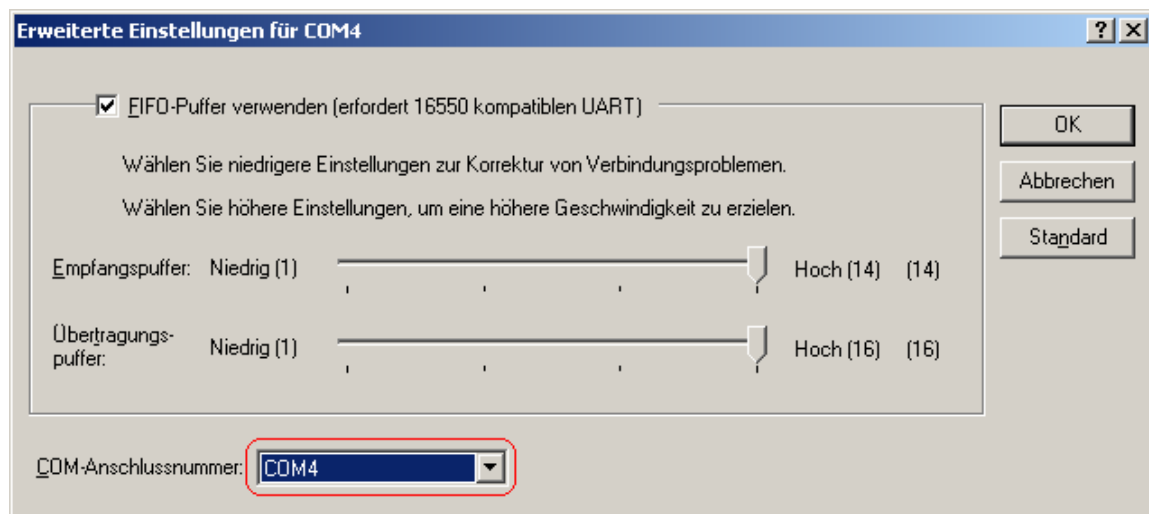 Erweiterte Einstellungen für COM4
FIFO-Puffer verwenden (erfordert 16550 kompatiblen UART)
Wählen Sie niedrigere Einstellungen zur Korrektur von Verbindungsproblemen.
Wählen Sie höhere Einstellungen, um eine höhere Geschwindigkeit zu erzielen.
Empfangspuffer: Niedrig (1) Hoch (14) (14)
Übertragungs-
puffer: Niedrig (1) Hoch (16) (16)
COM-Anschlussnummer: COM4
OK
Abbrechen
Standard